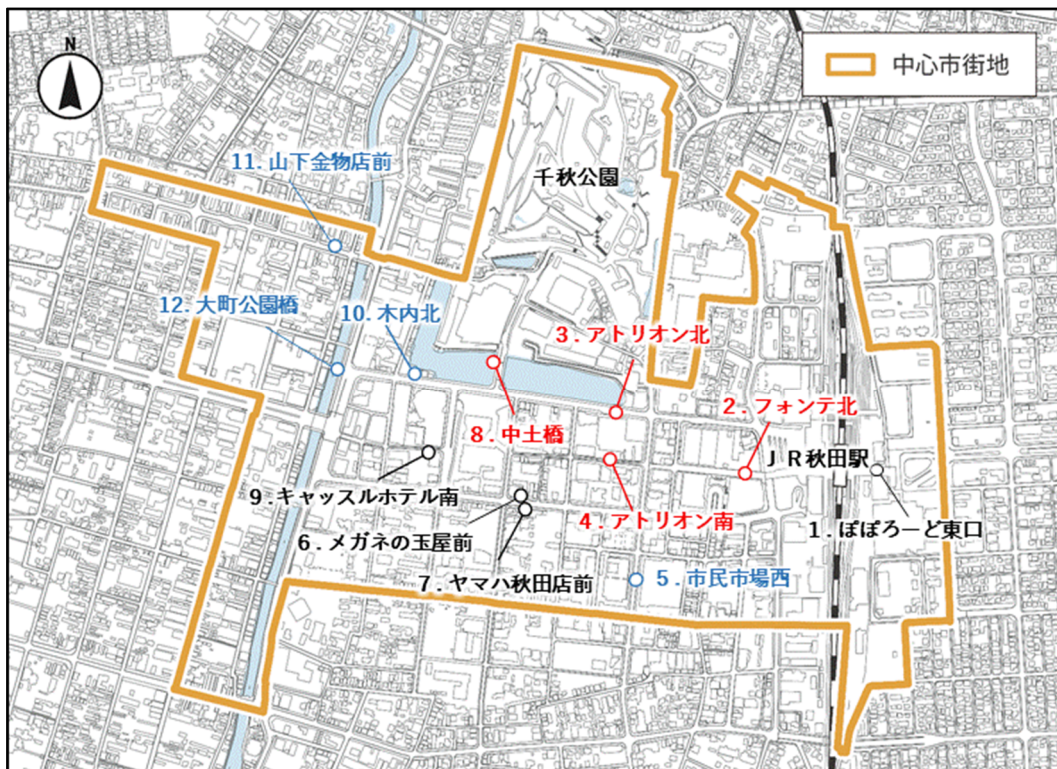 N
中心市街地
11.山下金物店前
千秋公園
12.大町公園橋
10.木内北
3.アトリオン北
2.フォンテ北
8.中土橋
JR秋田駅
9.キャッスルホテル南
4.アトリオン南
1.ぽぽろーど東口
6.メガネの玉屋前
7.ヤマハ秋田店前
5.市民市場西